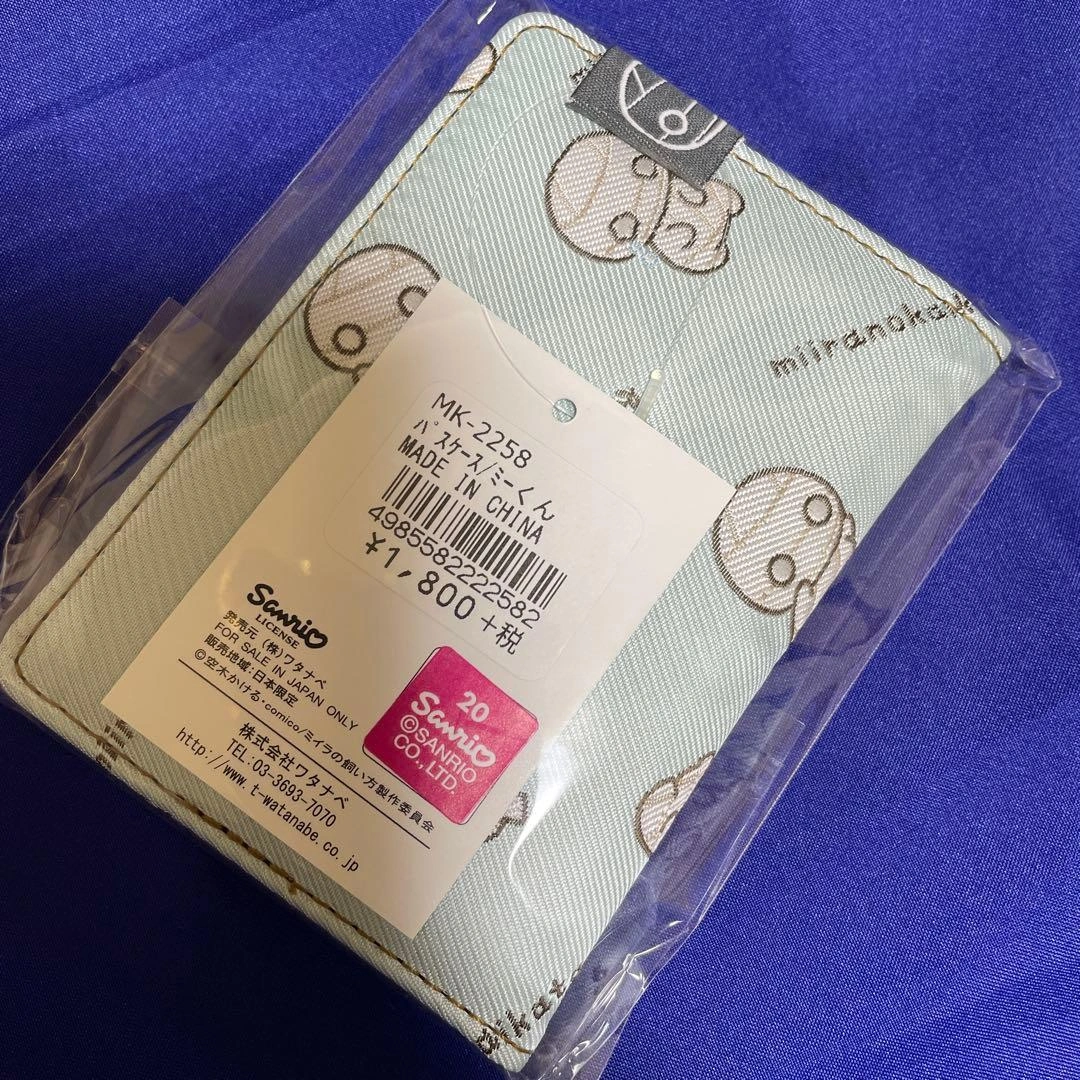 miiranokaik
MK-2258
パスケース/ミーくん
MADE IN CHINA
4985582222582
¥1,800+税
Sanrio
LICENSE
発売元 (株)ワタナベ
FOR SALE IN JAPAN ONLY
販売地域:日本限定
©空木かける・comico/ミイラの飼い方製作委員会
株式会社ワタナベ
TEL:03-3693-7070
http://www.t-watanabe.co.jp
20
Sanrio
©SANRIO
CO.,LTD.